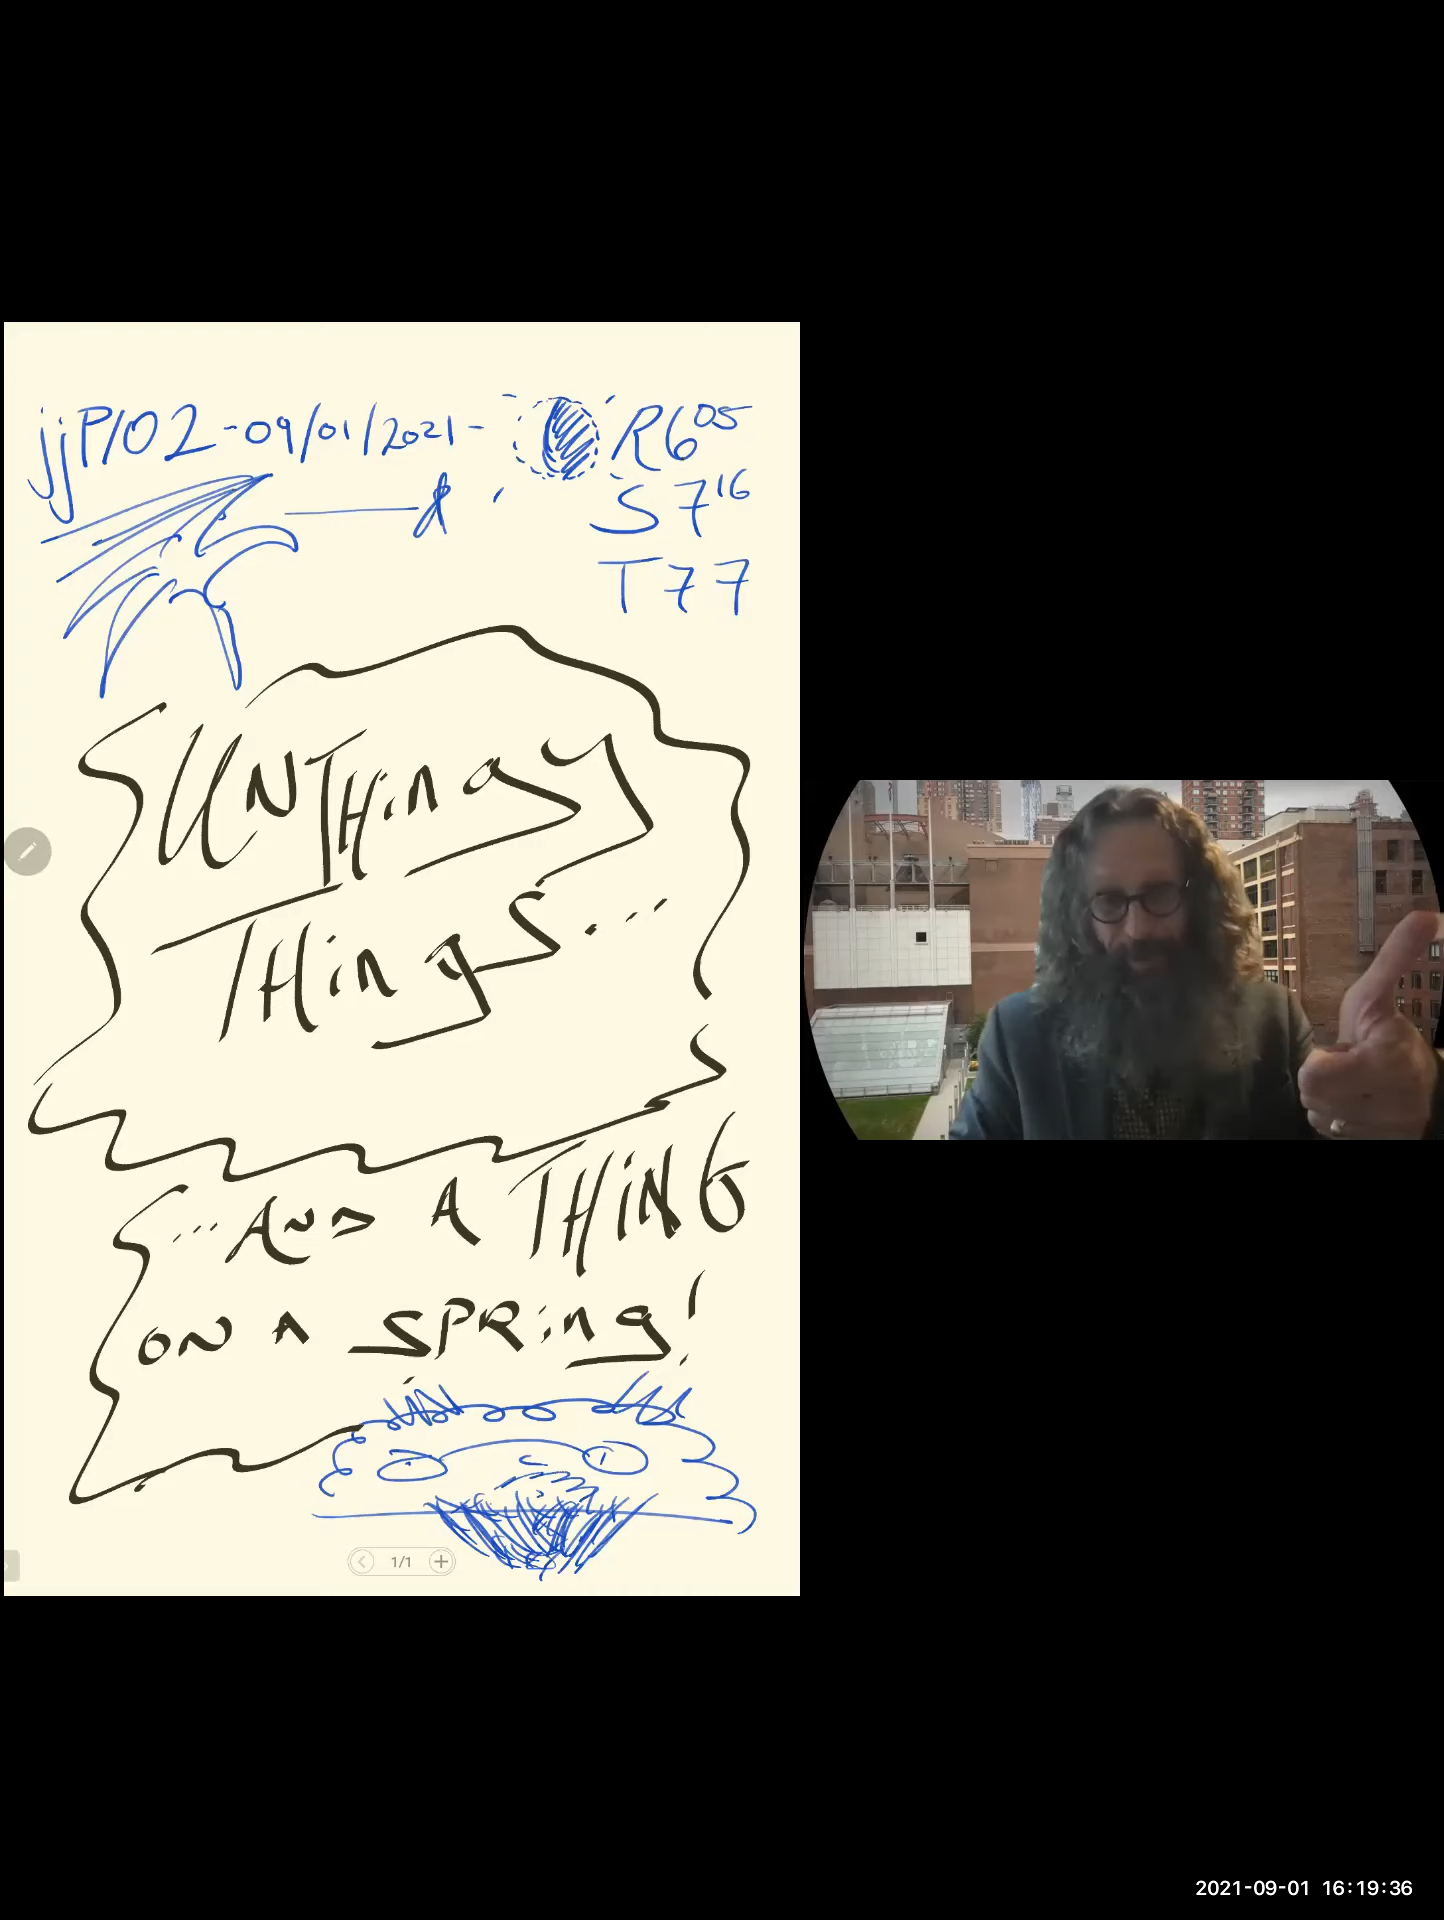 jjP102-09/01/2021-
R605
S716
T77
UNTHingy
THings...
...AND A THING
ON A SPRing!
1/1
2021-09-01 16:19:36